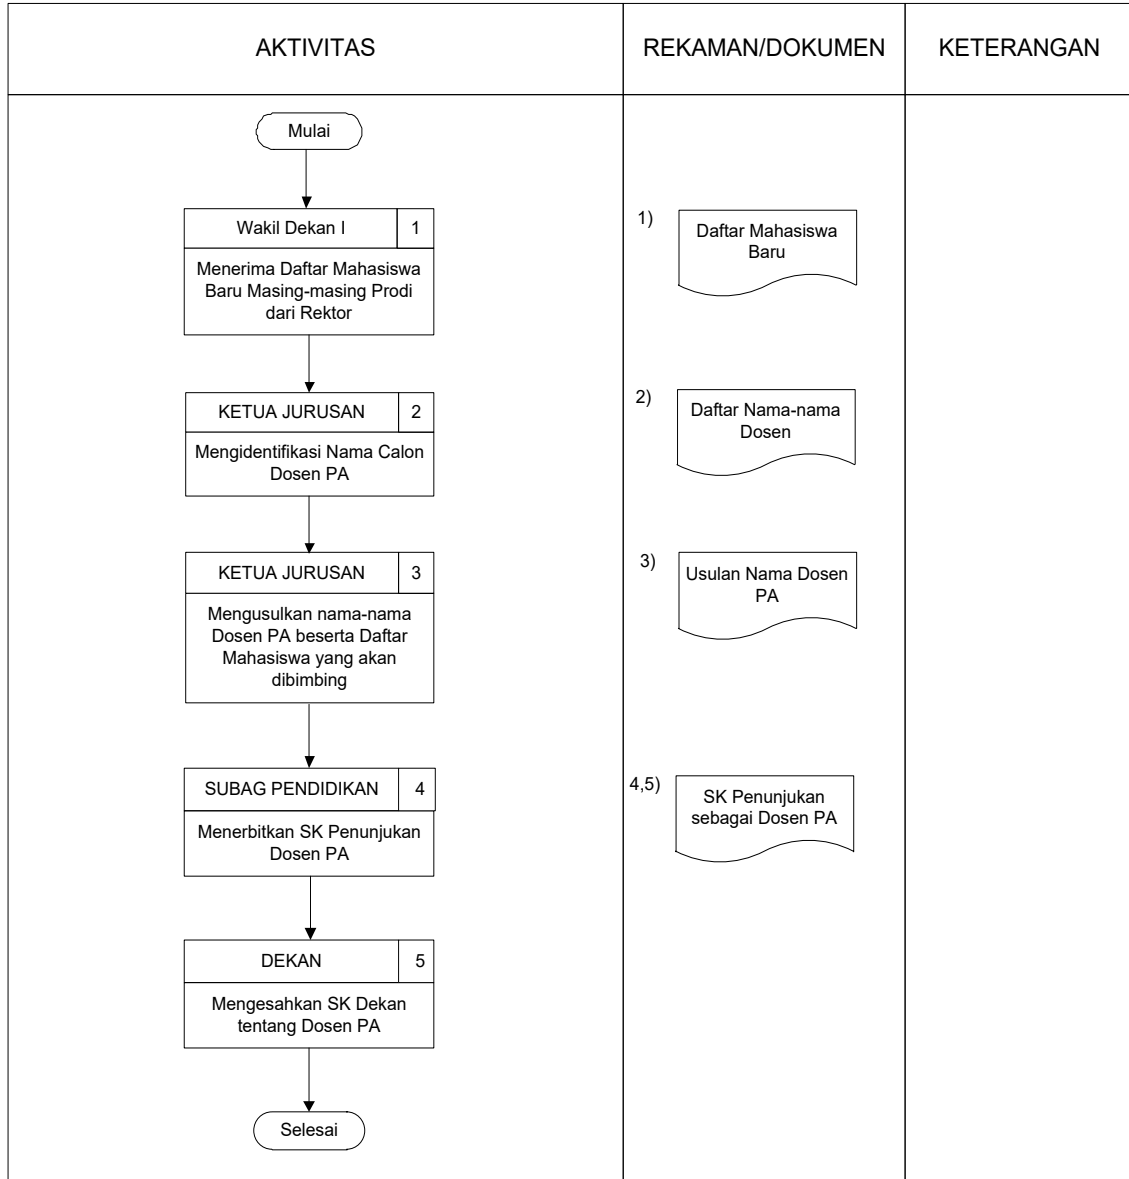 AKTIVITAS
REKAMAN/DOKUMEN
KETERANGAN
Mulai
Wakil Dekan I
1
Menerima Daftar Mahasiswa
Baru Masing-masing Prodi
dari Rektor
1)
Daftar Mahasiswa
Baru
KETUA JURUSAN
2
Mengidentifikasi Nama Calon
Dosen PA
2)
Daftar Nama-nama
Dosen
KETUA JURUSAN
3
Mengusulkan nama-nama
Dosen PA beserta Daftar
Mahasiswa yang akan
dibimbing
3)
Usulan Nama Dosen
PA
SUBAG PENDIDIKAN
4
Menerbitkan SK Penunjukan
Dosen PA
4,5)
SK Penunjukan
sebagai Dosen PA
DEKAN
5
Mengesahkan SK Dekan
tentang Dosen PA
Selesai